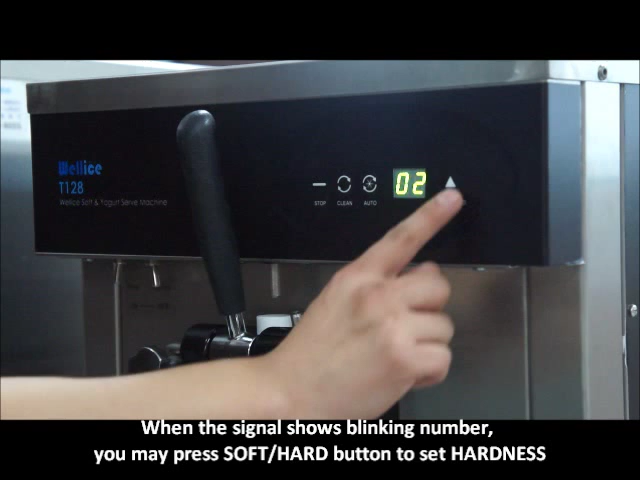 Wellice
T128
Wellice Soft & Yogurt Serve Machine
STOP CLEAN AUTO
02
When the signal shows blinking number,
you may press SOFT/HARD button to set HARDNESS